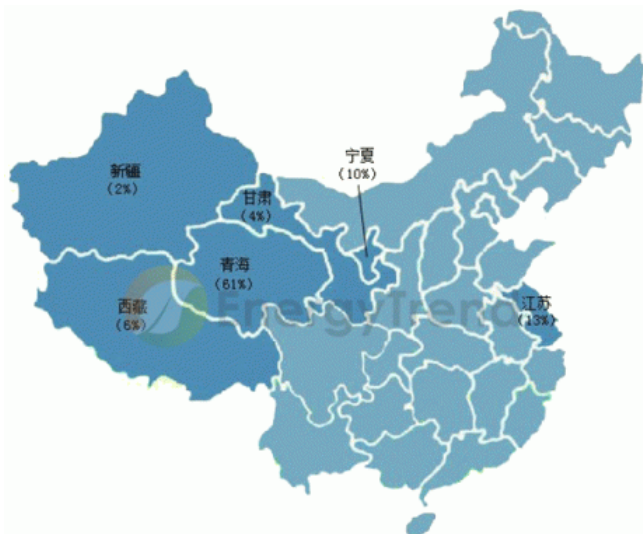 宁夏
(10%)
新疆
(2%)
甘肃
(4%)
青海
(61%)
西藏
(6%)
EnergyTrend
江苏
(13%)